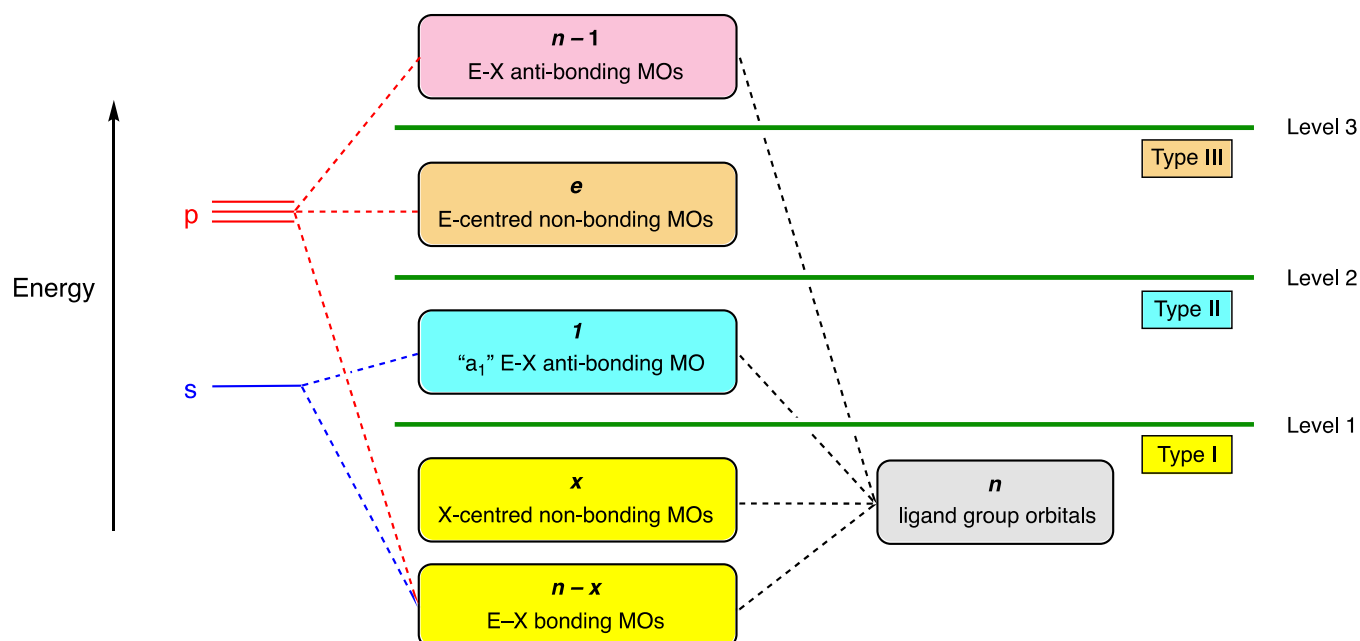 n – 1
E-X anti-bonding MOs
Level 3
Type III
e
E-centred non-bonding MOs
p
Level 2
Energy
Type II
1
“a₁” E-X anti-bonding MO
s
Level 1
Type I
x
X-centred non-bonding MOs
n
ligand group orbitals
n – x
E–X bonding MOs